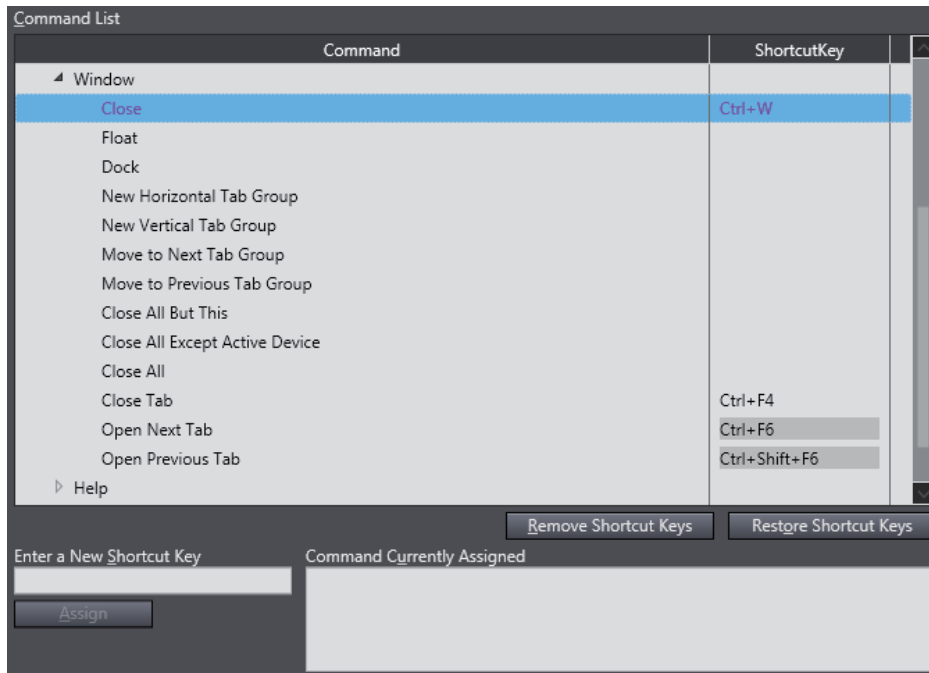 Command List
Command ShortcutKey
Window
Close Ctrl+W
Float
Dock
New Horizontal Tab Group
New Vertical Tab Group
Move to Next Tab Group
Move to Previous Tab Group
Close All But This
Close All Except Active Device
Close All
Close Tab Ctrl+F4
Open Next Tab Ctrl+F6
Open Previous Tab Ctrl+Shift+F6
Help
Remove Shortcut Keys Restore Shortcut Keys
Enter a New Shortcut Key Command Currently Assigned
Assign